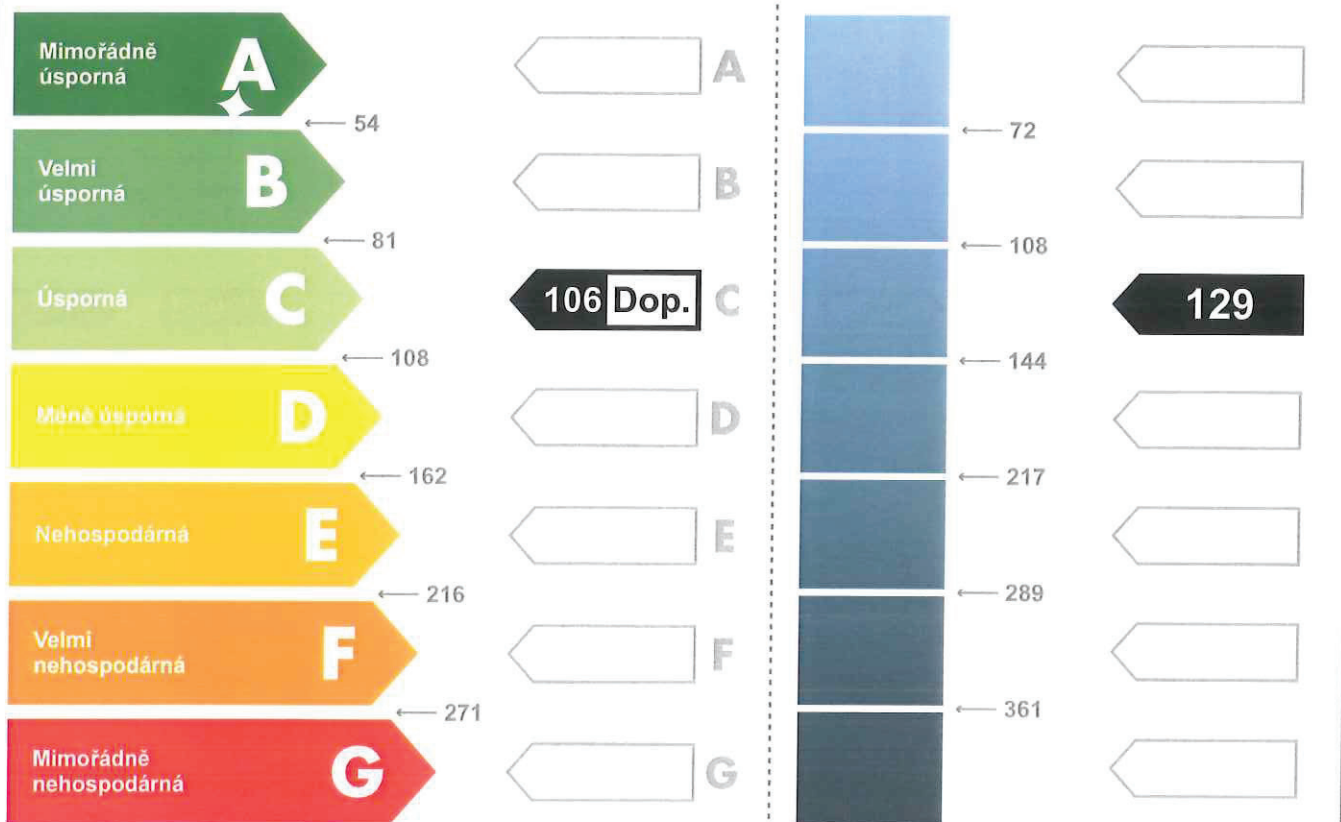 Mimořádně
úsporná
A
A
← 54
← 72
Velmi
úsporná
B
B
← 81
← 108
Úsporná
C
106 Dop.
C
129
← 108
← 144
Méně úsporná
D
D
← 162
← 217
Nehospodárná
E
E
← 216
← 289
Velmi
nehospodárná
F
F
← 271
← 361
Mimořádně
nehospodárná
G
G